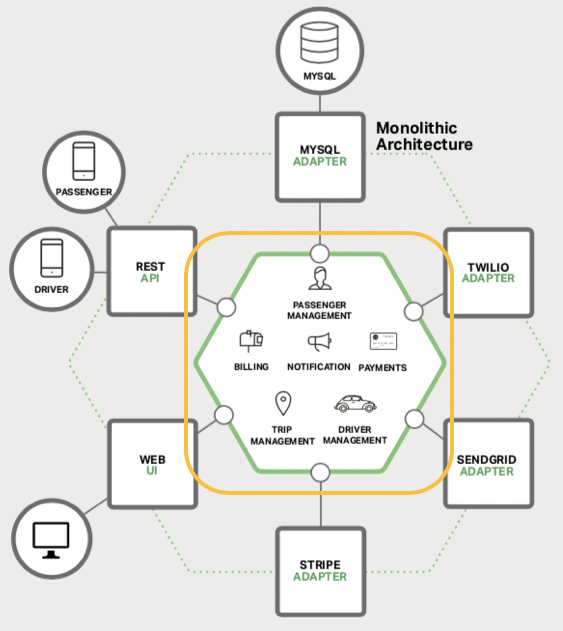 MYSQL
Monolithic
Architecture
MYSQL
ADAPTER
PASSENGER
REST
API
DRIVER
TWILIO
ADAPTER
PASSENGER
MANAGEMENT
BILLING
NOTIFICATION
PAYMENTS
TRIP
MANAGEMENT
DRIVER
MANAGEMENT
WEB
UI
SENDGRID
ADAPTER
STRIPE
ADAPTER